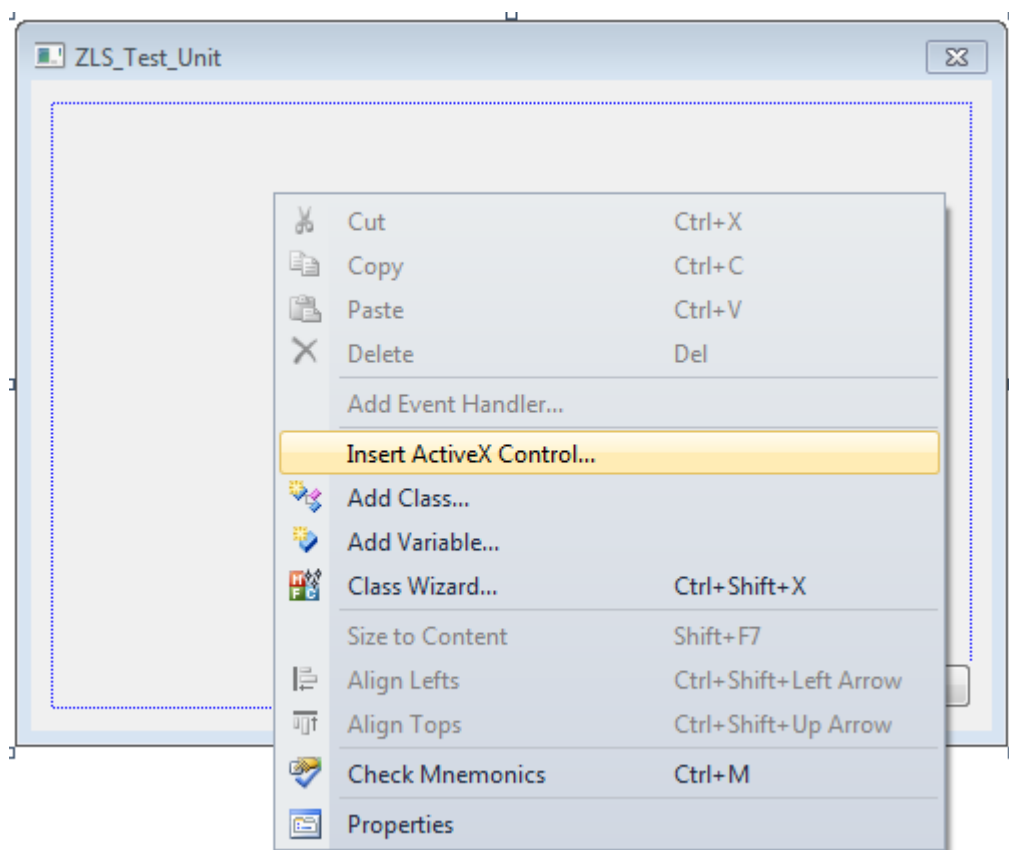 ZLS_Test_Unit
Cut Ctrl+X
Copy Ctrl+C
Paste Ctrl+V
Delete Del
Add Event Handler...
Insert ActiveX Control...
Add Class...
Add Variable...
Class Wizard... Ctrl+Shift+X
Size to Content Shift+F7
Align Lefts Ctrl+Shift+Left Arrow
Align Tops Ctrl+Shift+Up Arrow
Check Mnemonics Ctrl+M
Properties